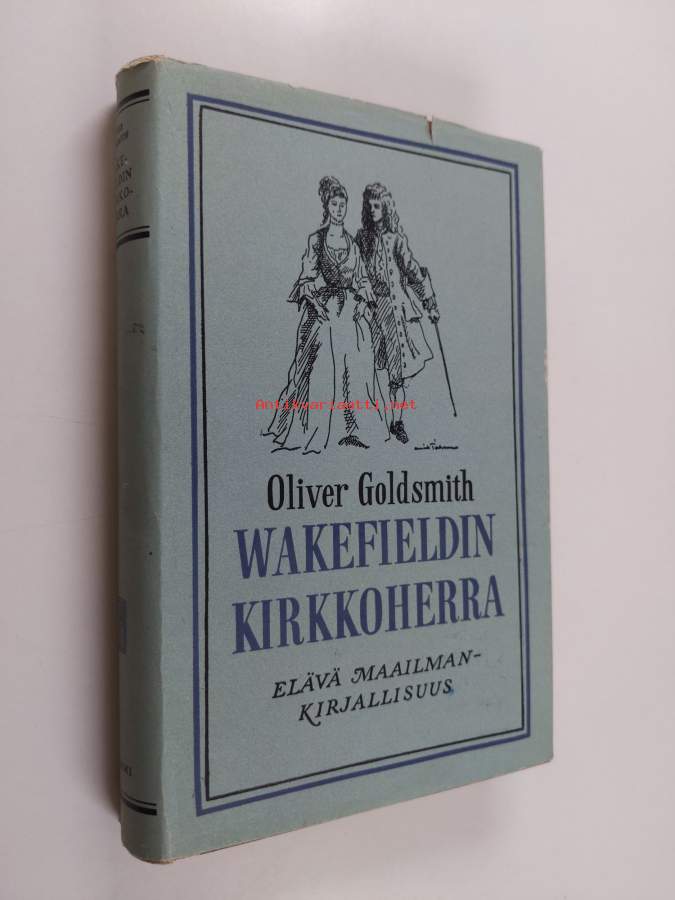 Oliver Goldsmith
WAKEFIELDIN
KIRKKOHERRA
ELÄVÄ MAAILMAN-
KIRJALLISUUS
Antikvariaatti.net